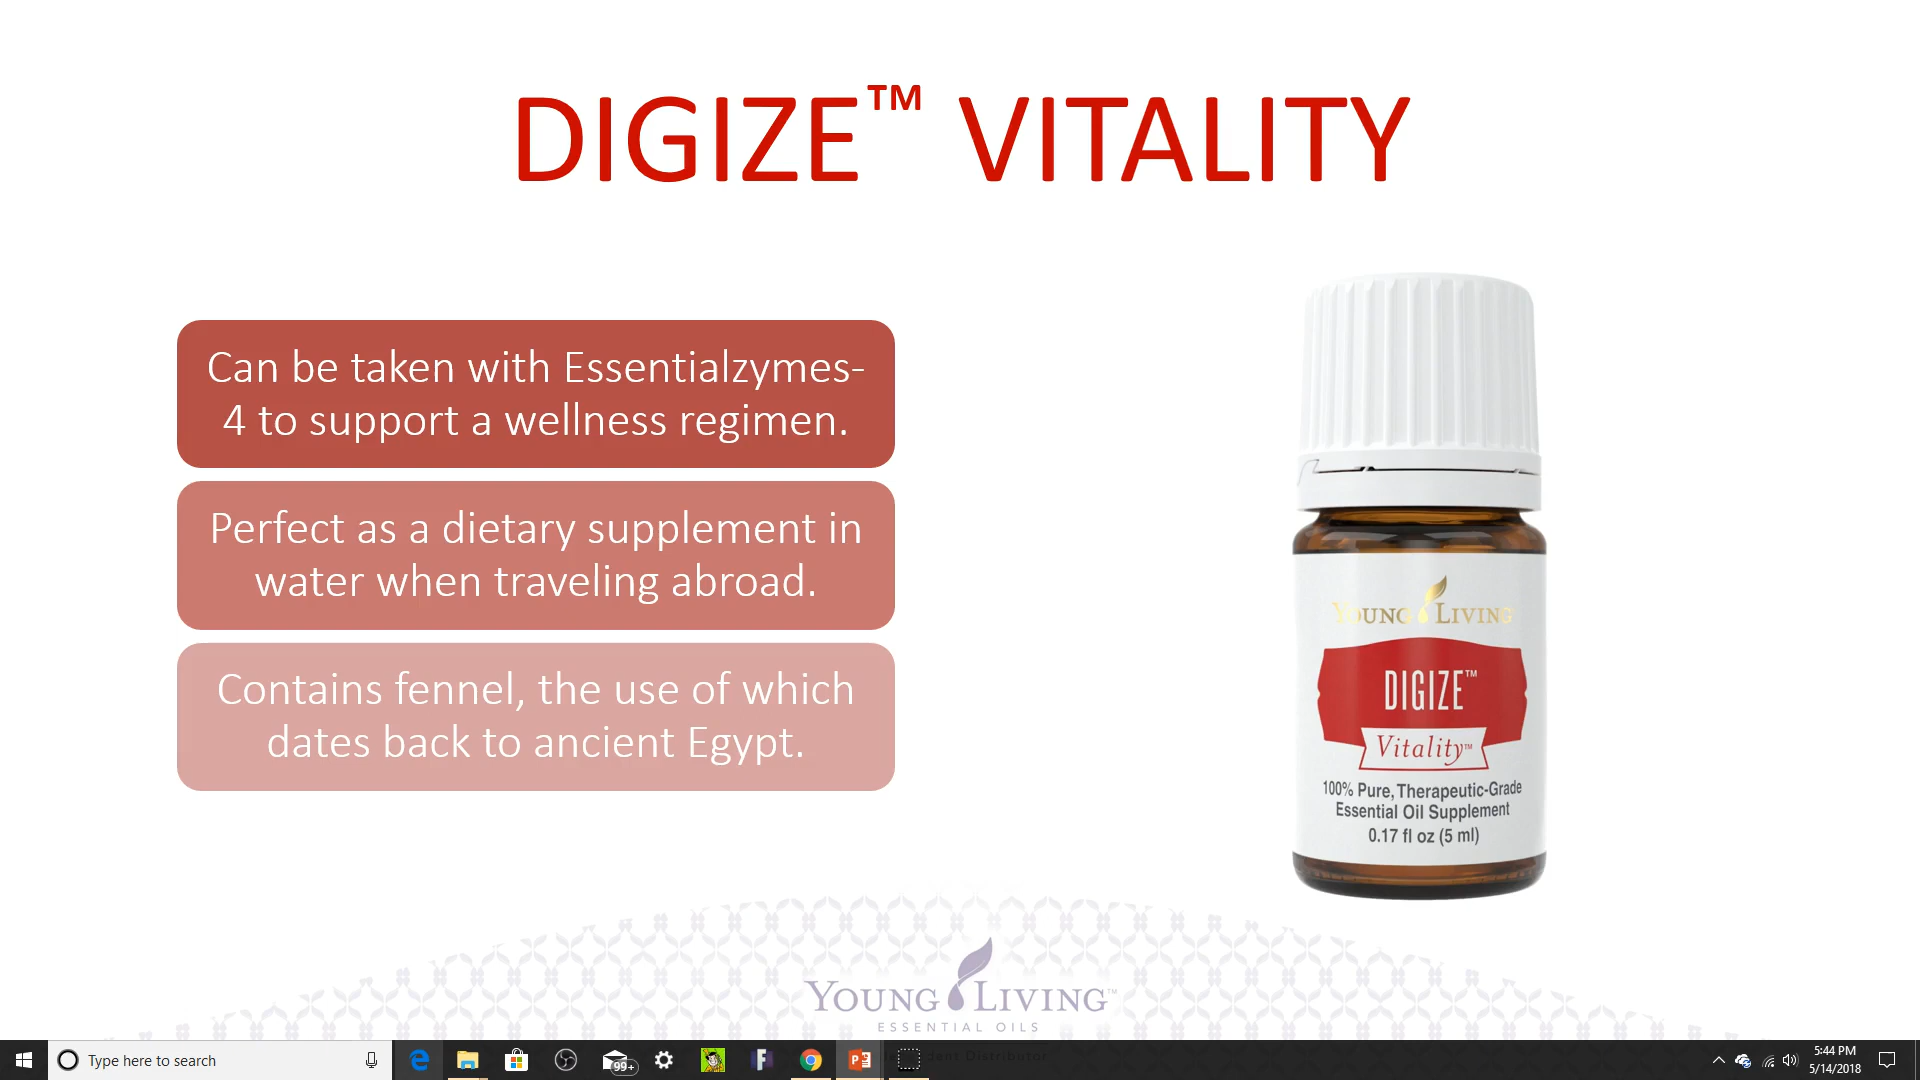 DIGIZE™ VITALITY
Can be taken with Essentialzymes-
4 to support a wellness regimen.
Perfect as a dietary supplement in
water when traveling abroad.
Contains fennel, the use of which
dates back to ancient Egypt.
YOUNG LIVING
DIGIZE™
Vitality™
100% Pure, Therapeutic-Grade
Essential Oil Supplement
0.17 fl oz (5 ml)
YOUNG LIVING™
ESSENTIAL OILS
Type here to search
99+
5:44 PM
5/14/2018